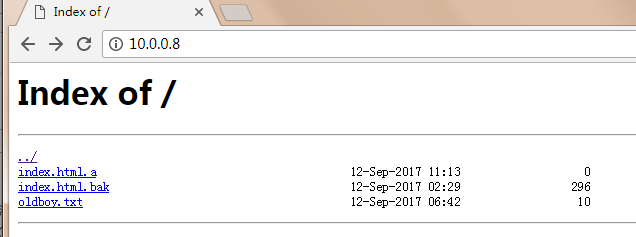 Index of /
10.0.0.8
Index of /
../
index.html.a 12-Sep-2017 11:13 0
index.html.bak 12-Sep-2017 02:29 296
oldboy.txt 12-Sep-2017 06:42 10